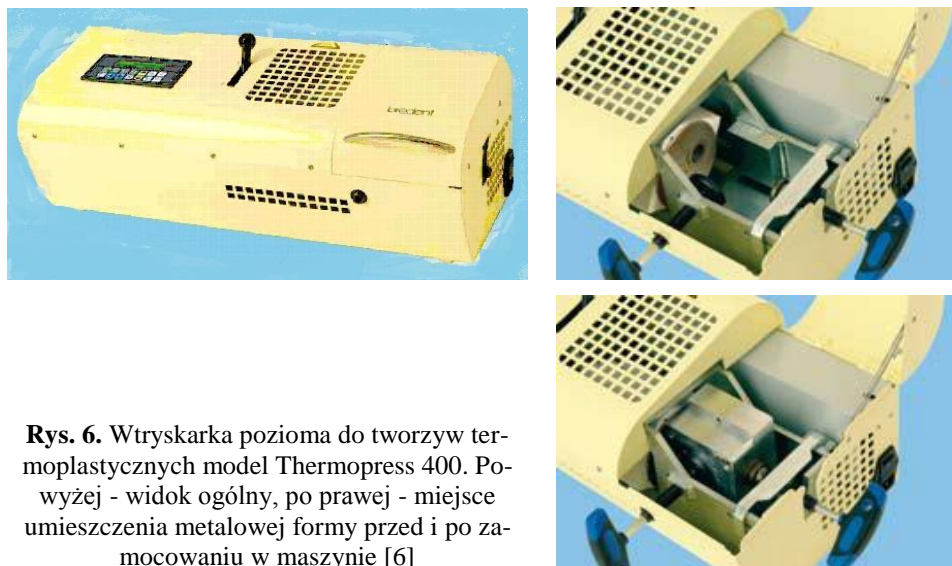 bredent
Rys. 6. Wtryskarka pozioma do tworzyw ter-
moplastycznych model Thermopress 400. Po-
wyżej - widok ogólny, po prawej - miejsce
umieszczenia metalowej formy przed i po za-
mocowaniu w maszynie [6]